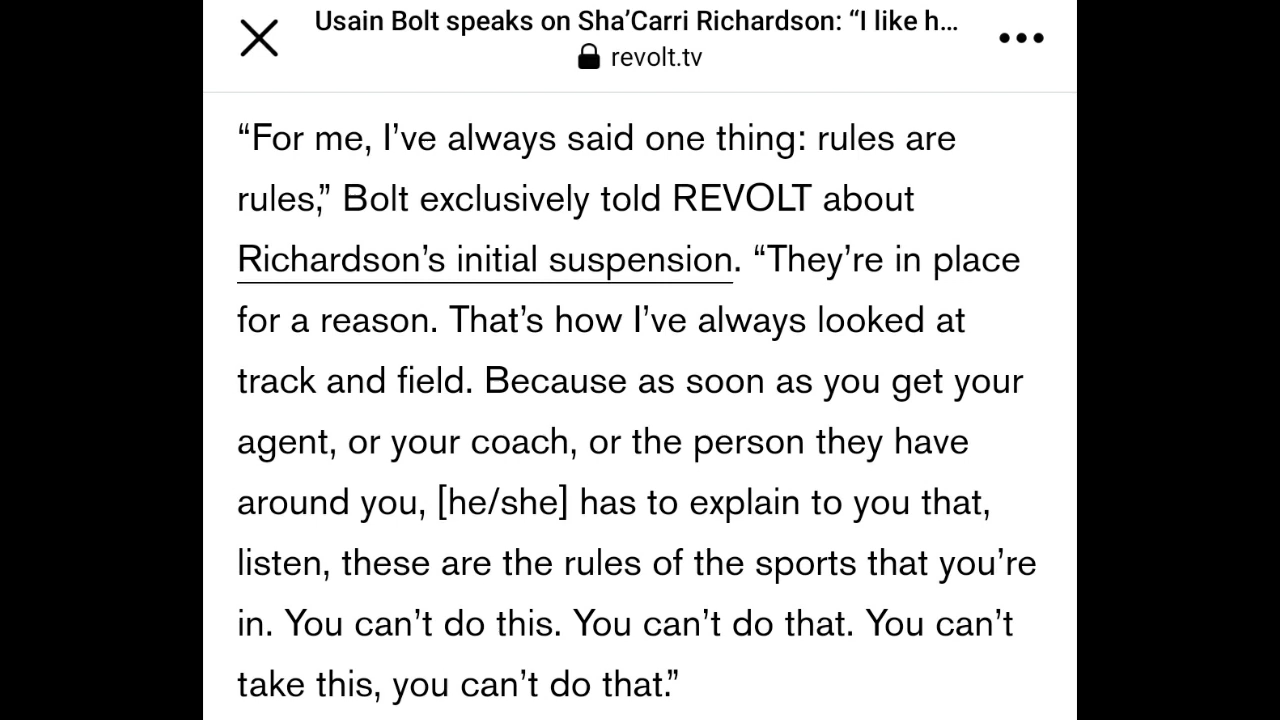 Usain Bolt speaks on Sha’Carri Richardson: “I like h...
revolt.tv
“For me, I’ve always said one thing: rules are
rules,” Bolt exclusively told REVOLT about
Richardson’s initial suspension. “They’re in place
for a reason. That’s how I’ve always looked at
track and field. Because as soon as you get your
agent, or your coach, or the person they have
around you, [he/she] has to explain to you that,
listen, these are the rules of the sports that you’re
in. You can’t do this. You can’t do that. You can’t
take this, you can’t do that.”